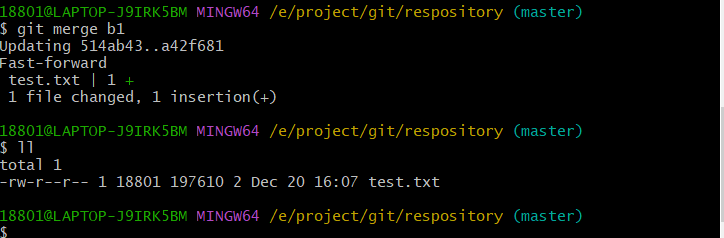 18801@LAPTOP-J9IRK5BM MINGW64 /e/project/git/respository (master)
$ git merge b1
Updating 514ab43..a42f681
Fast-forward
 test.txt | 1 +
 1 file changed, 1 insertion(+)
18801@LAPTOP-J9IRK5BM MINGW64 /e/project/git/respository (master)
$ ll
total 1
-rw-r--r-- 1 18801 197610 2 Dec 20 16:07 test.txt
18801@LAPTOP-J9IRK5BM MINGW64 /e/project/git/respository (master)
$